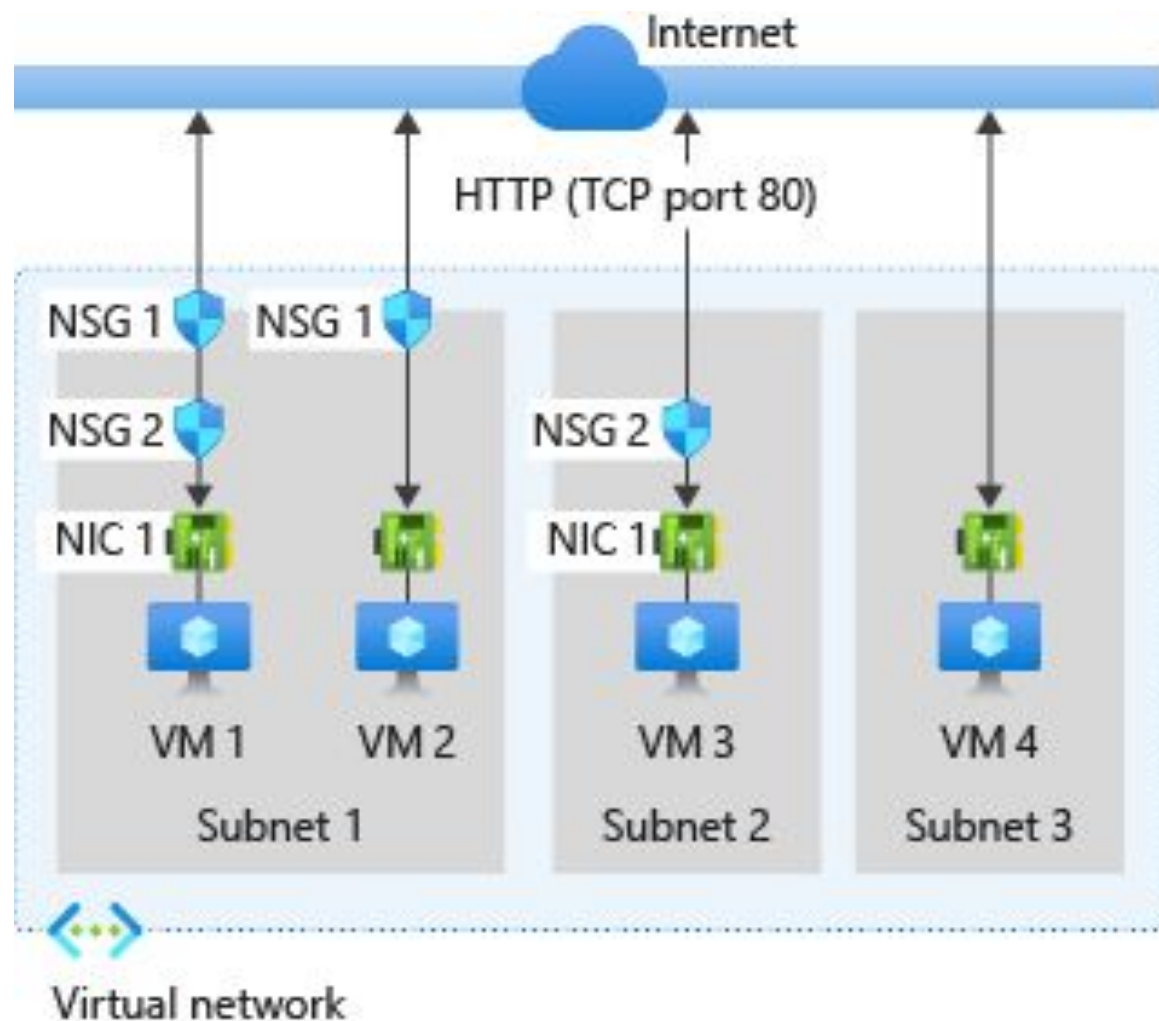 Internet
HTTP (TCP port 80)
NSG 1
NSG 1
NSG 2
NSG 2
NIC 1
NIC 1
VM 1
VM 2
VM 3
VM 4
Subnet 1
Subnet 2
Subnet 3
Virtual network